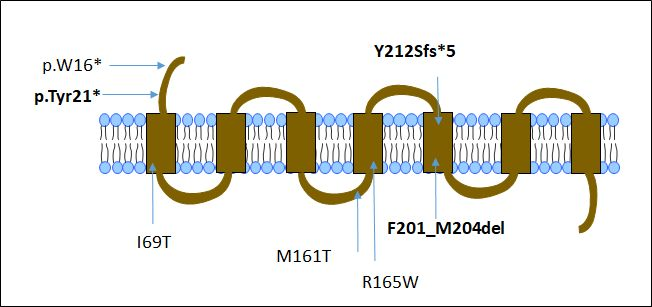 p.W16*
p.Tyr21*
Y212Sfs*5
I69T
M161T
R165W
F201_M204del